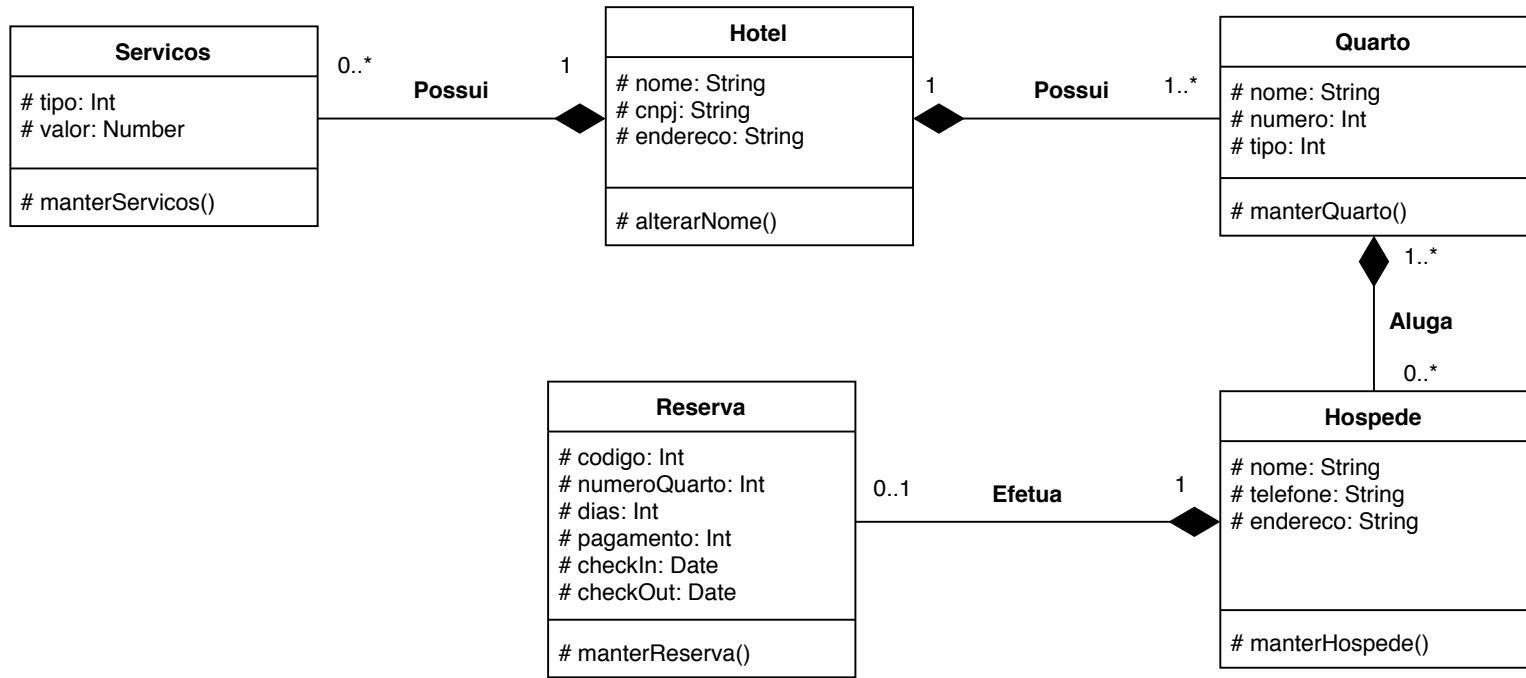 Servicos
# tipo: Int
# valor: Number
# manterServicos()
0..*
Possui
1
Hotel
# nome: String
# cnpj: String
# endereco: String
# alterarNome()
1
Possui
1..*
Quarto
# nome: String
# numero: Int
# tipo: Int
# manterQuarto()
1..*
Aluga
0..*
Reserva
# codigo: Int
# numeroQuarto: Int
# dias: Int
# pagamento: Int
# checkIn: Date
# checkOut: Date
# manterReserva()
0..1
Efetua
1
Hospede
# nome: String
# telefone: String
# endereco: String
# manterHospede()